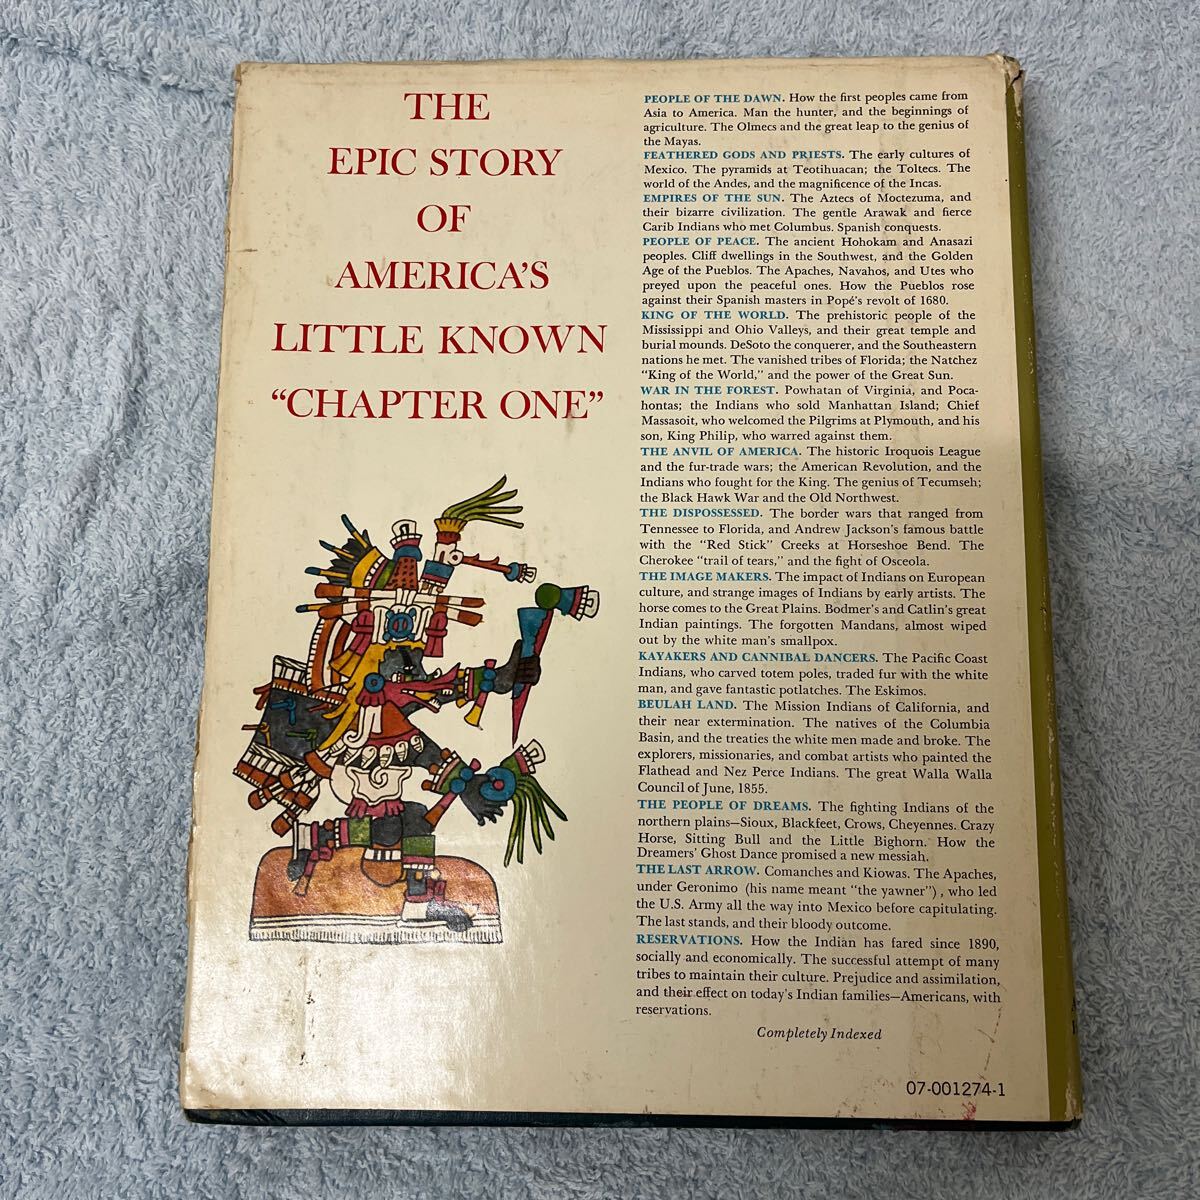 THE
EPIC STORY
OF
AMERICA'S
LITTLE KNOWN
“CHAPTER ONE”
PEOPLE OF THE DAWN. How the first peoples came from
Asia to America. Man the hunter, and the beginnings of
agriculture. The Olmecs and the great leap to the genius of
the Mayas.
FEATHERED GODS AND PRIESTS. The early cultures of
Mexico. The pyramids at Teotihuacan; the Toltecs. The
world of the Andes, and the magnificence of the Incas.
EMPIRES OF THE SUN. The Aztecs of Moctezuma, and
their bizarre civilization. The gentle Arawak and fierce
Carib Indians who met Columbus. Spanish conquests.
PEOPLE OF PEACE. The ancient Hohokam and Anasazi
peoples. Cliff dwellings in the Southwest, and the Golden
Age of the Pueblos. The Apaches, Navahos, and Utes who
preyed upon the peaceful ones. How the Pueblos rose
against their Spanish masters in Popé's revolt of 1680.
KING OF THE WORLD. The prehistoric people of the
Mississippi and Ohio Valleys, and their great temple and
burial mounds. DeSoto the conquerer, and the Southeastern
nations he met. The vanished tribes of Florida; the Natchez
“King of the World,” and the power of the Great Sun.
WAR IN THE FOREST. Powhatan of Virginia, and Poca-
hontas; the Indians who sold Manhattan Island; Chief
Massasoit, who welcomed the Pilgrims at Plymouth, and his
son, King Philip, who warred against them.
THE ANVIL OF AMERICA. The historic Iroquois League
and the fur-trade wars; the American Revolution, and the
Indians who fought for the King. The genius of Tecumseh;
the Black Hawk War and the Old Northwest.
THE DISPOSSESSED. The border wars that ranged from
Tennessee to Florida, and Andrew Jackson's famous battle
with the “Red Stick” Creeks at Horseshoe Bend. The
Cherokee “trail of tears,” and the fight of Osceola.
THE IMAGE MAKERS. The impact of Indians on European
culture, and strange images of Indians by early artists. The
horse comes to the Great Plains. Bodmer's and Catlin's great
Indian paintings. The forgotten Mandans, almost wiped
out by the white man's smallpox.
KAYAKERS AND CANNIBAL DANCERS. The Pacific Coast
Indians, who carved totem poles, traded fur with the white
man, and gave fantastic potlatches. The Eskimos.
BEULAH LAND. The Mission Indians of California, and
their near extermination. The natives of the Columbia
Basin, and the treaties the white men made and broke. The
explorers, missionaries, and combat artists who painted the
Flathead and Nez Perce Indians. The great Walla Walla
Council of June, 1855.
THE PEOPLE OF DREAMS. The fighting Indians of the
northern plains—Sioux, Blackfeet, Crows, Cheyennes. Crazy
Horse, Sitting Bull and the Little Bighorn. How the
Dreamers' Ghost Dance promised a new messiah.
THE LAST ARROW. Comanches and Kiowas. The Apaches,
under Geronimo (his name meant “the yawner”), who led
the U.S. Army all the way into Mexico before capitulating.
The last stands, and their bloody outcome.
RESERVATIONS. How the Indian has fared since 1890,
socially and economically. The successful attempt of many
tribes to maintain their culture. Prejudice and assimilation,
and their effect on today's Indian families—Americans, with
reservations.
Completely Indexed
07-001274-1